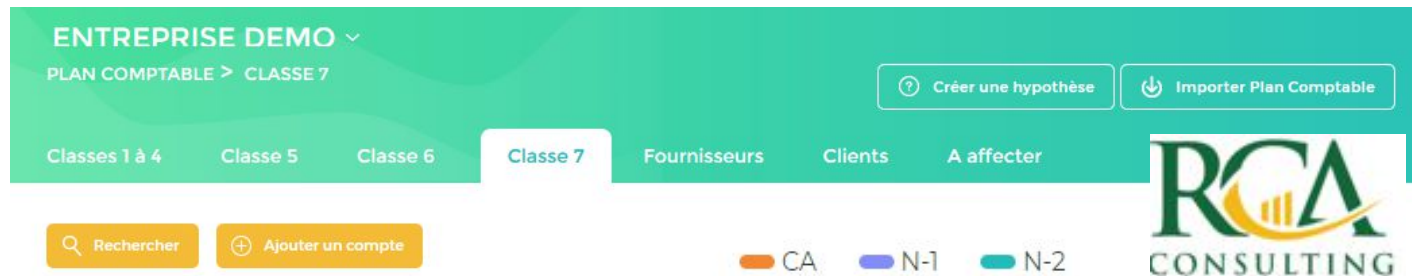 ENTREPRISE DEMO
PLAN COMPTABLE > CLASSE 7
? Créer une hypothèse
Importer Plan Comptable
Classes 1 à 4
Classe 5
Classe 6
Classe 7
Fournisseurs
Clients
A affecter
RCA
CONSULTING
Rechercher
Ajouter un compte
CA
N-1
N-2